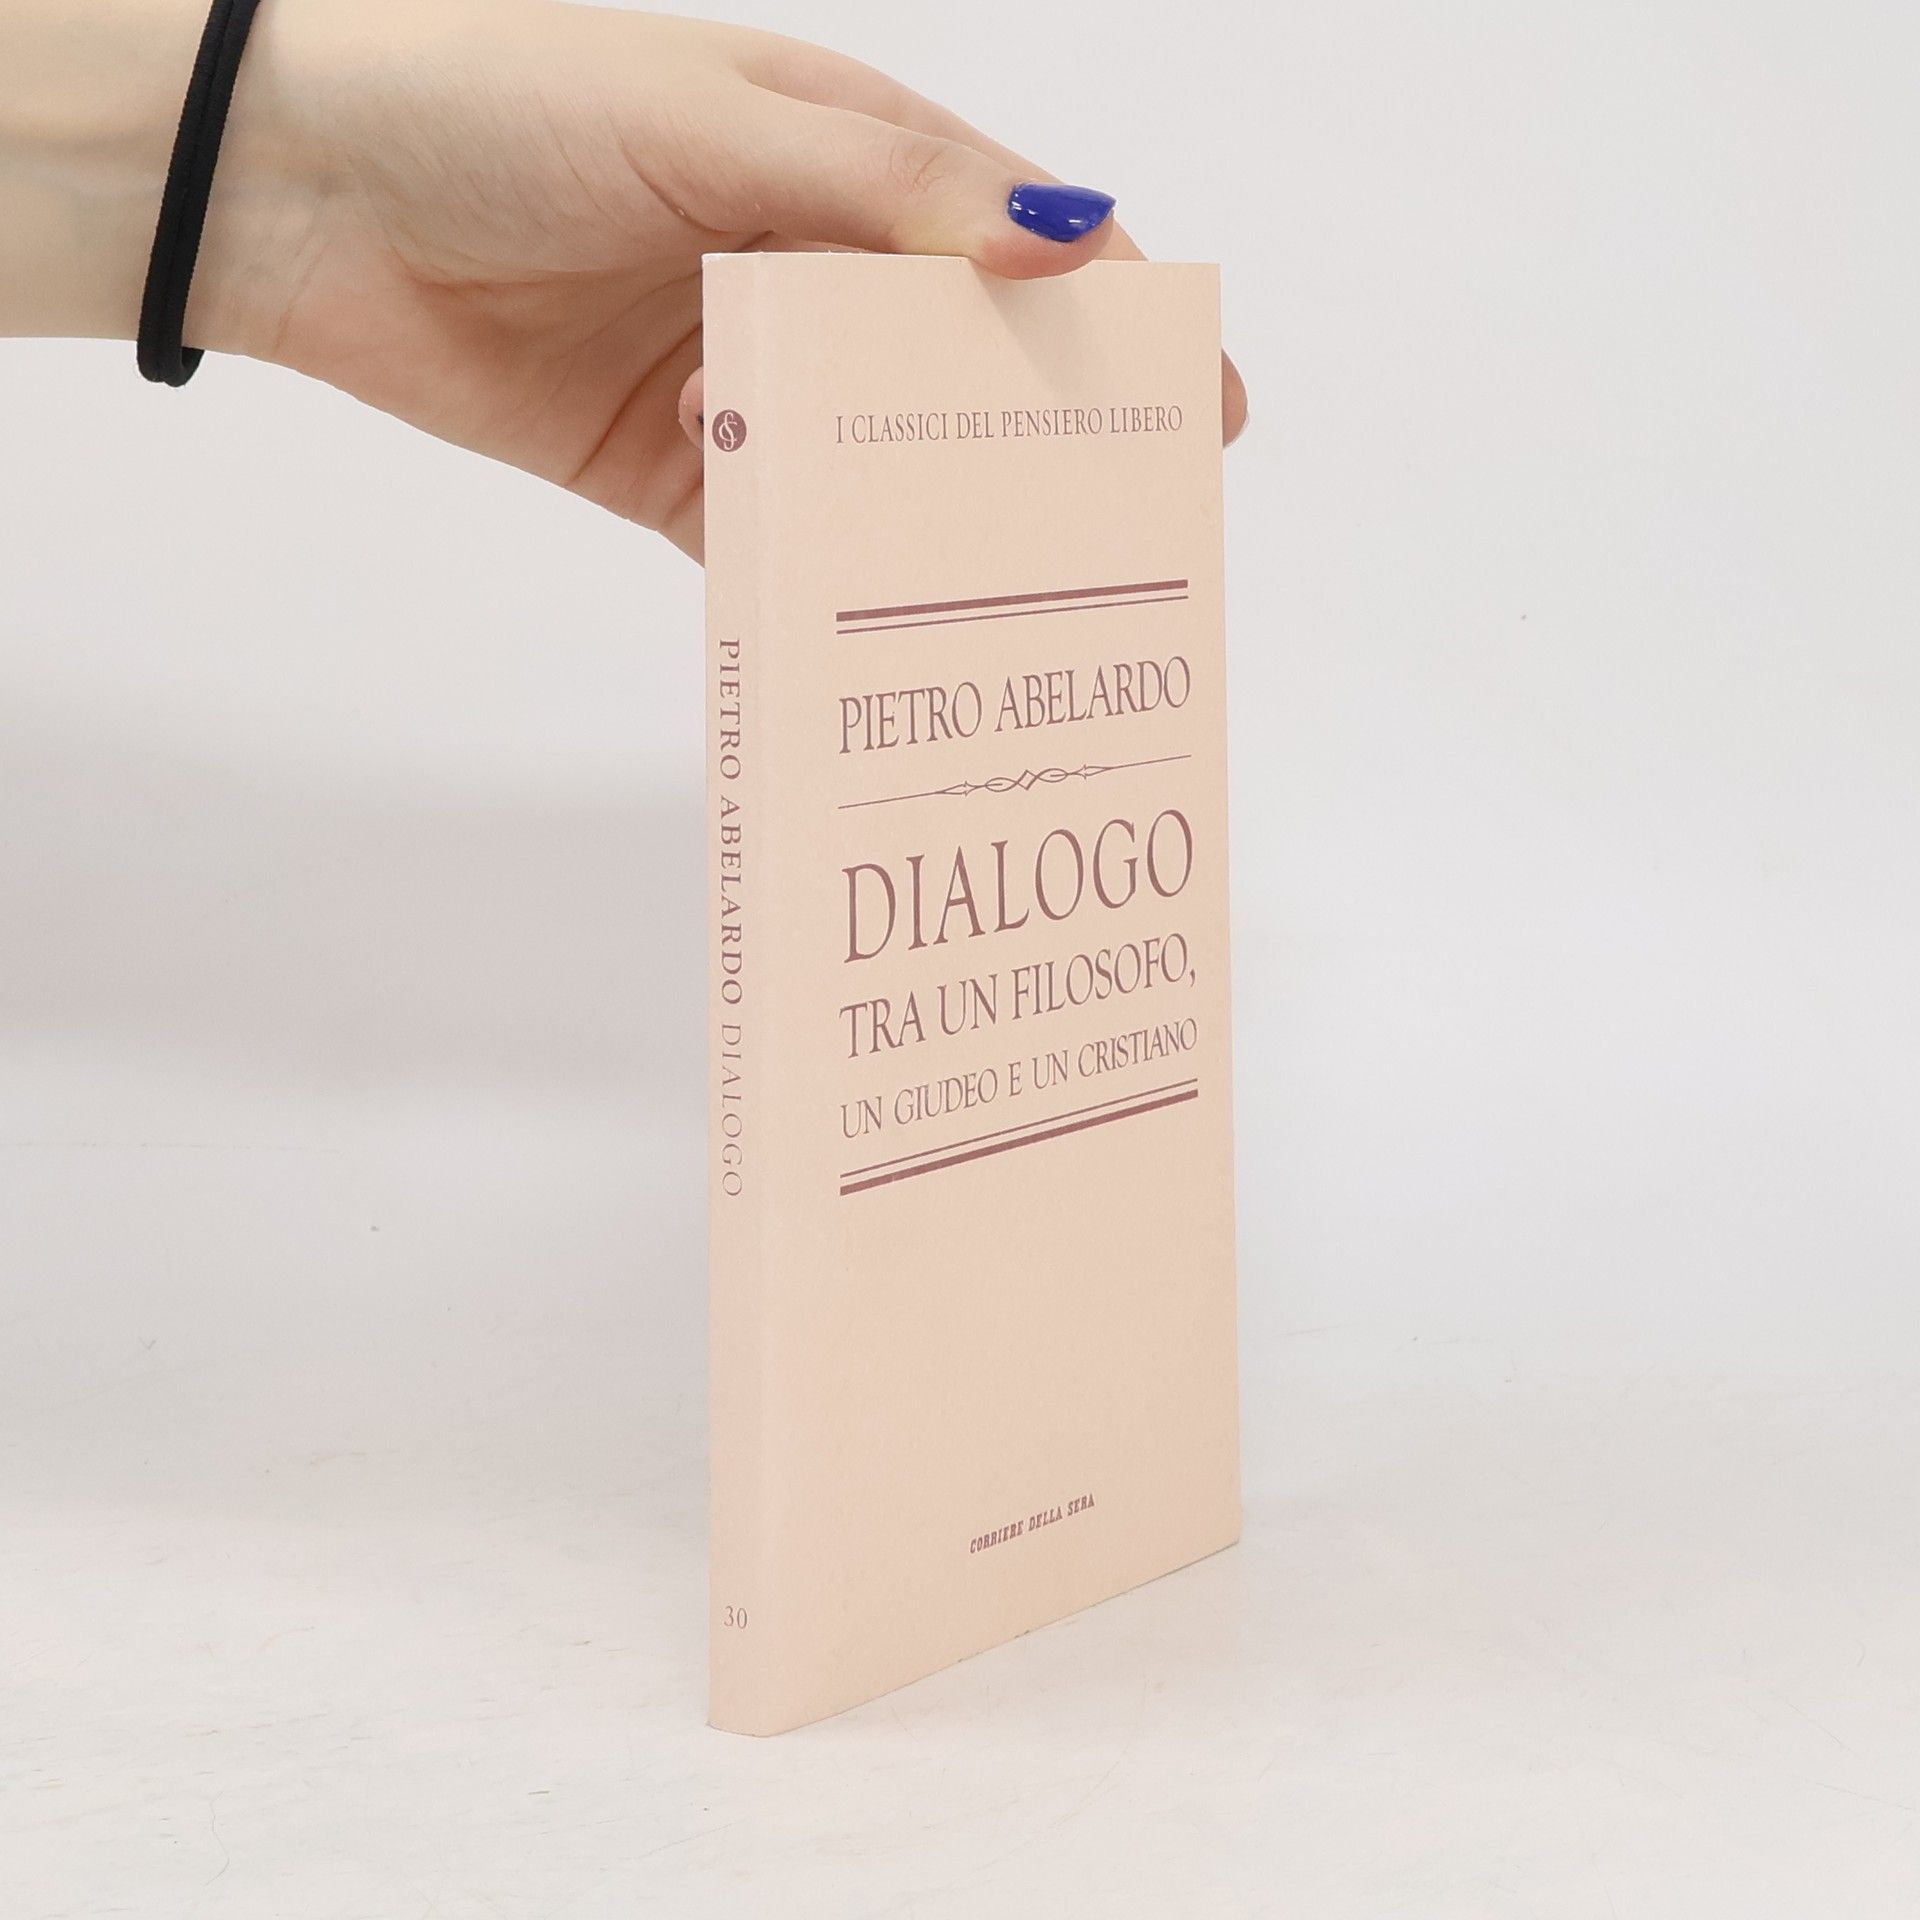 I CLASSICI DEL PENSIERO LIBERO
PIETRO ABELARDO
DIALOGO
TRA UN FILOSOFO,
UN GIUDEO E UN CRISTIANO
CORRIERE DELLA SERA
PIETRO ABELARDO DIALOGO
30